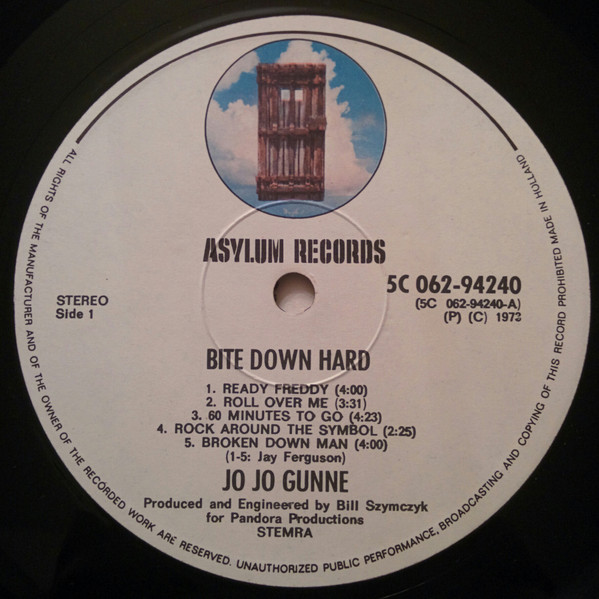 ASYLUM RECORDS
5C 062-94240
(5C 062-94240-A)
(P) (C) 1973
STEREO
Side 1
BITE DOWN HARD
1. READY FREDDY (4:00)
2. ROLL OVER ME (3:31)
3. 60 MINUTES TO GO (4:23)
4. ROCK AROUND THE SYMBOL (2:25)
5. BROKEN DOWN MAN (4:00)
(1-5: Jay Ferguson)
JO JO GUNNE
Produced and Engineered by Bill Szymczyk
for Pandora Productions
STEMRA
ALL RIGHTS OF THE MANUFACTURER AND OF THE OWNER OF THE RECORDED WORK ARE RESERVED. UNAUTHORIZED PUBLIC PERFORMANCE, BROADCASTING AND COPYING OF THIS RECORD PROHIBITED MADE IN HOLLAND